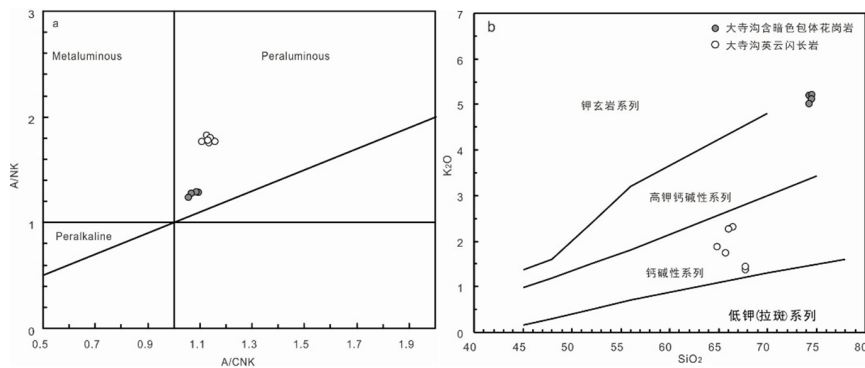 a
Metaluminous
Peraluminous
Peralkaline
A/NK
3
2
1
0
0.5
0.7
0.9
1.1
1.3
1.5
1.7
1.9
A/CNK
b
大寺沟含暗色包体花岗岩
大寺沟英云闪长岩
钾玄岩系列
高钾钙碱性系列
钙碱性系列
低钾(拉斑)系列
K₂O
7
6
5
4
3
2
1
0
40
45
50
55
60
65
70
75
80
SiO₂